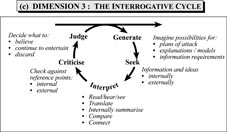 (c) DIMENSION 3 : THE INTERROGATIVE CYCLE
Decide what to:
• believe
• continue to entertain
• discard
Judge
Generate
Imagine possibilities for:
• plans of attack
• explanations / models
• information requirements
Criticise
Seek
Check against
reference points:
• internal
• external
Information and ideas
• internally
• externally
Interpret
• Read/hear/see
• Translate
• Internally summarise
• Compare
• Connect